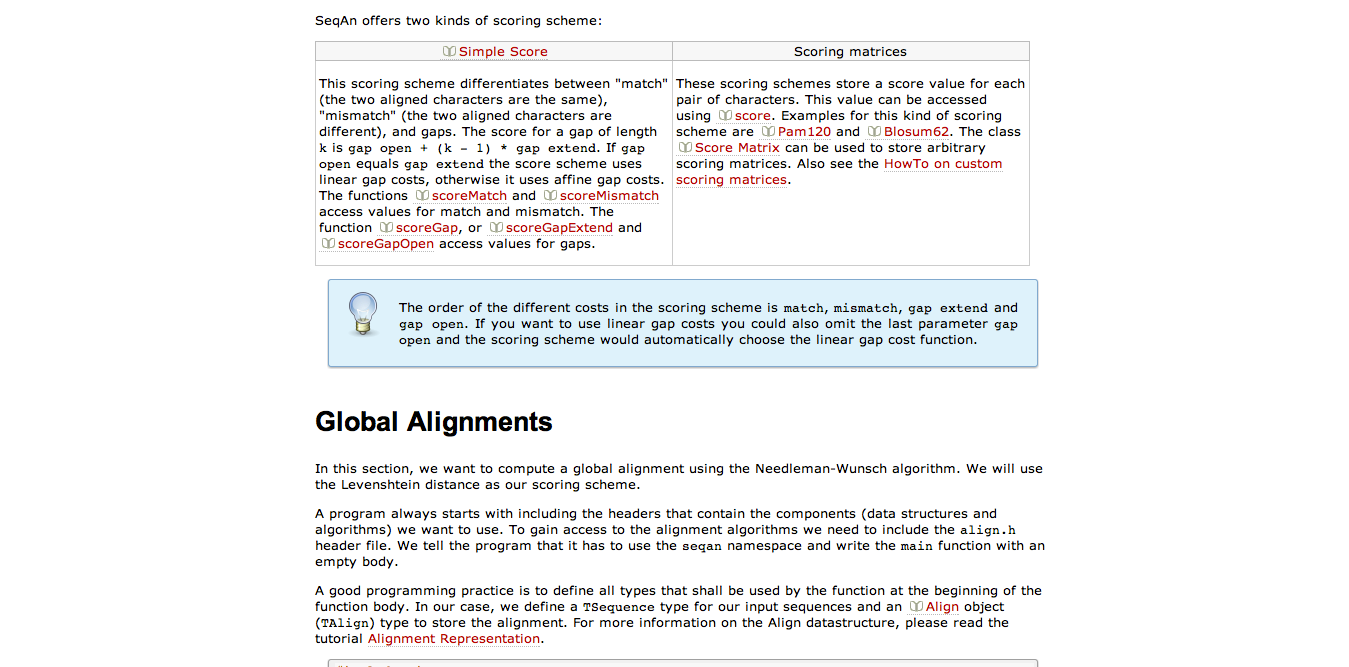 SeqAn offers two kinds of scoring scheme:
Simple Score
Scoring matrices
This scoring scheme differentiates between "match"
(the two aligned characters are the same),
"mismatch" (the two aligned characters are
different), and gaps. The score for a gap of length
k is gap open + (k - 1) * gap extend. If gap
open equals gap extend the score scheme uses
linear gap costs, otherwise it uses affine gap costs.
The functions scoreMatch and scoreMismatch
access values for match and mismatch. The
function scoreGap, or scoreGapExtend and
scoreGapOpen access values for gaps.
These scoring schemes store a score value for each
pair of characters. This value can be accessed
using score. Examples for this kind of scoring
scheme are Pam120 and Blosum62. The class
Score Matrix can be used to store arbitrary
scoring matrices. Also see the HowTo on custom
scoring matrices.
The order of the different costs in the scoring scheme is match, mismatch, gap extend and
gap open. If you want to use linear gap costs you could also omit the last parameter gap
open and the scoring scheme would automatically choose the linear gap cost function.
Global Alignments
In this section, we want to compute a global alignment using the Needleman-Wunsch algorithm. We will use
the Levenshtein distance as our scoring scheme.
A program always starts with including the headers that contain the components (data structures and
algorithms) we want to use. To gain access to the alignment algorithms we need to include the align.h
header file. We tell the program that it has to use the seqan namespace and write the main function with an
empty body.
A good programming practice is to define all types that shall be used by the function at the beginning of the
function body. In our case, we define a TSequence type for our input sequences and an Align object
(TAlign) type to store the alignment. For more information on the Align datastructure, please read the
tutorial Alignment Representation.